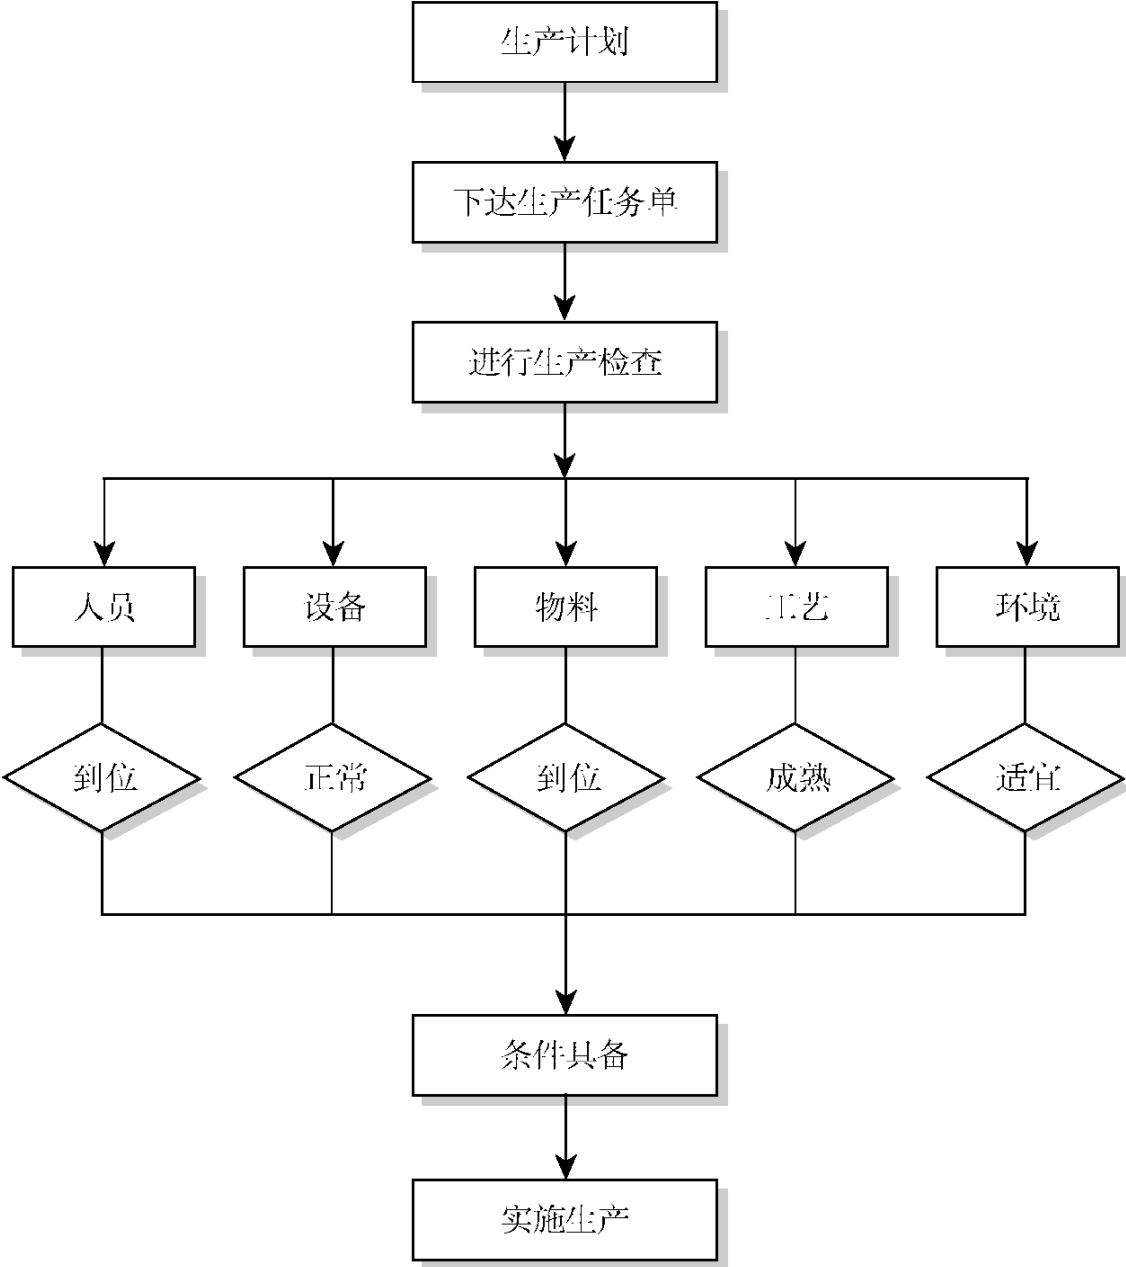 生产计划
下达生产任务单
进行生产检查
人员
设备
物料
工艺
环境
到位
正常
到位
成熟
适宜
条件具备
实施生产